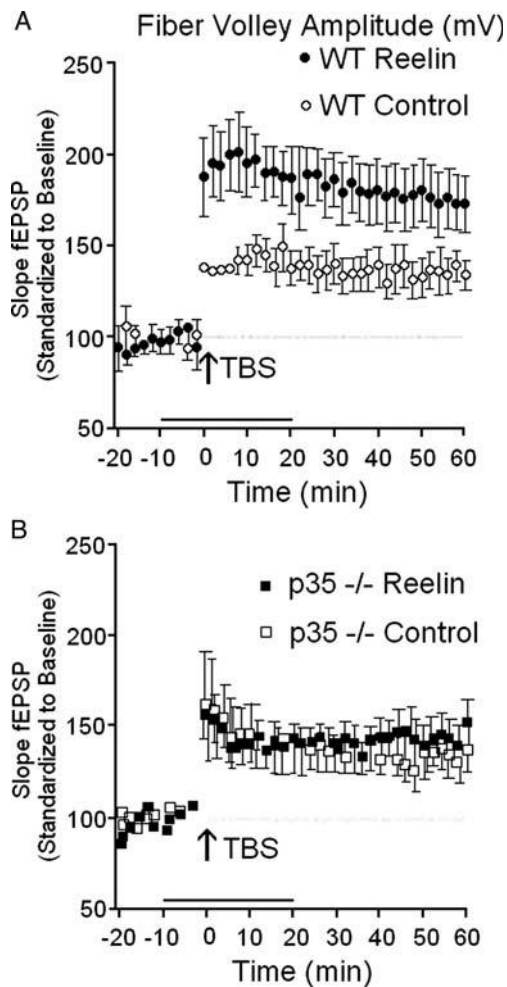 A
Fiber Volley Amplitude (mV)
WT Reelin
WT Control
250
200
150
100
50
Slope fEPSP
(Standardized to Baseline)
TBS
-20 -10 0 10 20 30 40 50 60
Time (min)
B
250
200
150
100
50
p35 -/- Reelin
p35 -/- Control
Slope fEPSP
(Standardized to Baseline)
TBS
-20 -10 0 10 20 30 40 50 60
Time (min)